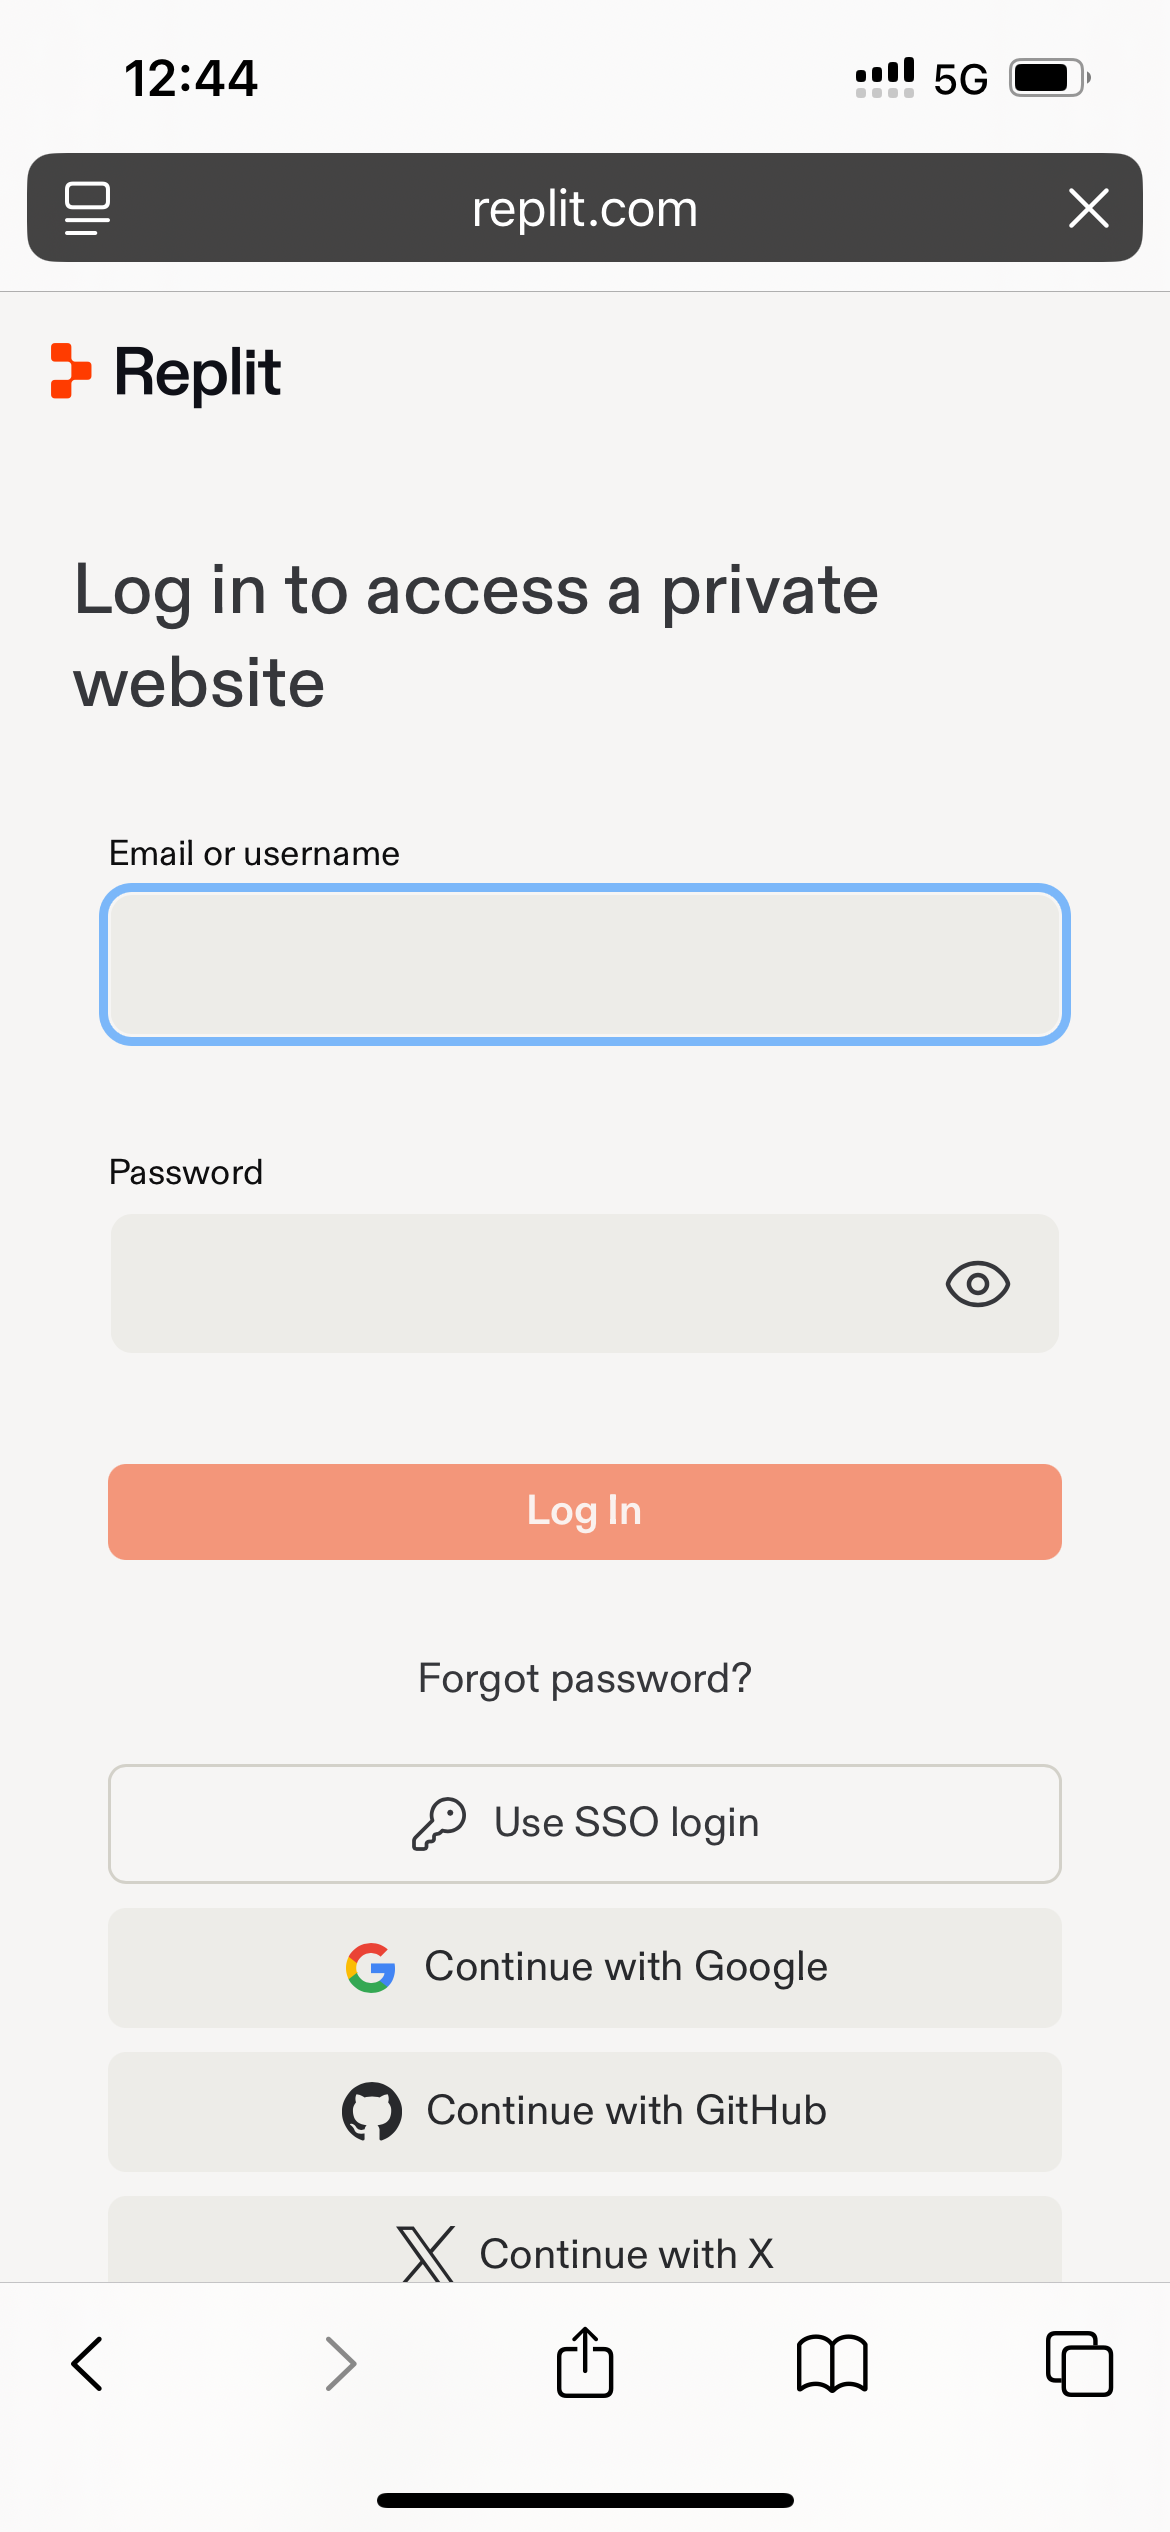 12:44
5G
replit.com
Replit
Log in to access a private
website
Email or username
Password
Log In
Forgot password?
Use SSO login
Continue with Google
Continue with GitHub
Continue with X